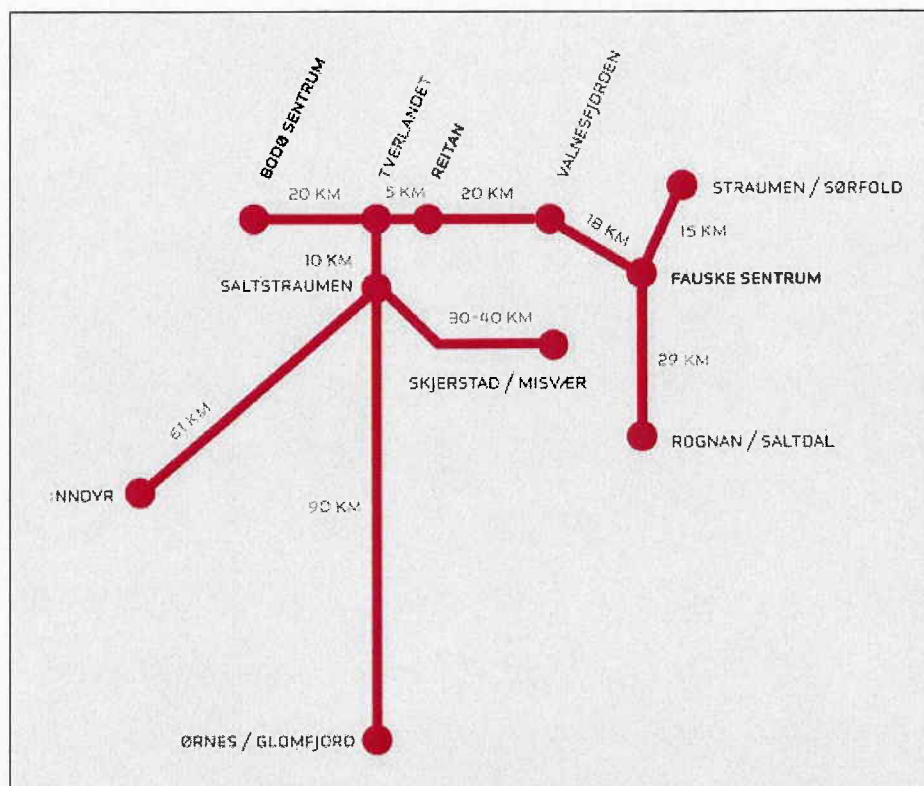 BODØ SENTRUM
TVERLANDET
REITAN
VALNESFJORDEN
20 KM
5 KM
20 KM
18 KM
STRAUMEN / SØRFOLD
15 KM
10 KM
SALTSTRAUMEN
FAUSKE SENTRUM
30-40 KM
SKJERSTAD / MISVÆR
29 KM
61 KM
ROGNAN / SALTDAL
INNDYR
90 KM
ØRNES / GLOMFJORD